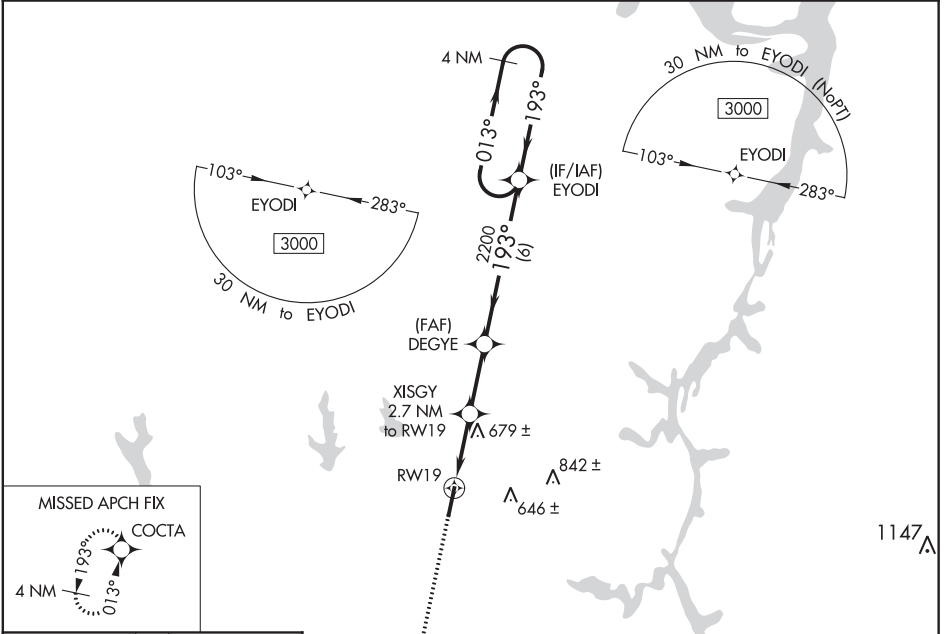 4 NM
193°
013°
(IF/IAF)
EYODI
30 NM to EYODI (NoPT)
3000
103°
EYODI
283°
103°
EYODI
283°
3000
30 NM to EYODI
2200
193°
(6)
(FAF)
DEGYE
XISGY
2.7 NM
to RW19
679 ±
RW19
842 ±
646 ±
1147
MISSED APCH FIX
COCTA
193°
4 NM
013°